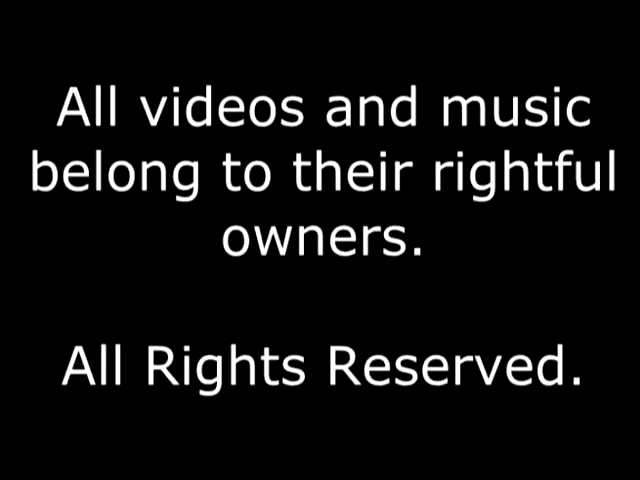 All videos and music
belong to their rightful
owners.
All Rights Reserved.